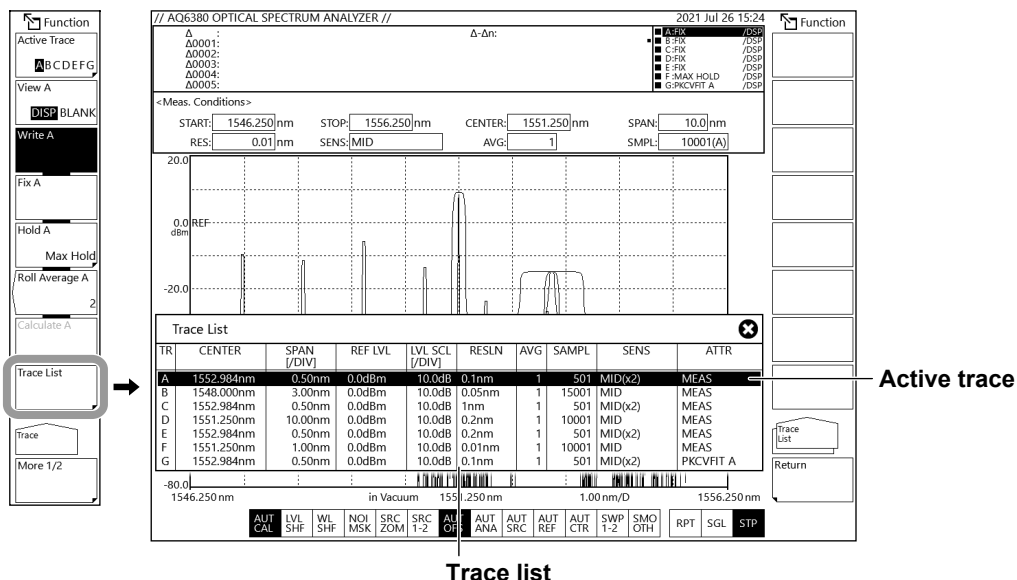 Function
Active Trace
ABCDEFG
View A
DISP BLANK
Write A
Fix A
Hold A
Max Hold
Roll Average A
2
Calculate A
Trace List
Trace
More 1/2
// AQ6380 OPTICAL SPECTRUM ANALYZER // 2021 Jul 26 15:24
Δ :
Δ0001:
Δ0002:
Δ0003:
Δ0004:
Δ0005:
Δ-Δn:
A:FIX /DSP
B:FIX /DSP
C:FIX /DSP
D:FIX /DSP
E:FIX /DSP
F:MAX HOLD /DSP
G:PKCVFIT A /DSP
<Meas. Conditions>
START: 1546.250 nm STOP: 1556.250 nm CENTER: 1551.250 nm SPAN: 10.0 nm
RES: 0.01 nm SENS: MID AVG: 1 SMPL: 10001(A)
20.0
0.0 REF
dBm
-20.0
Trace List
TR CENTER SPAN [/DIV] REF LVL LVL SCL [/DIV] RESLN AVG SAMPL SENS ATTR
A 1552.984nm 0.50nm 0.0dBm 10.0dB 0.1nm 1 501 MID(x2) MEAS
B 1548.000nm 3.00nm 0.0dBm 10.0dB 0.05nm 1 15001 MID MEAS
C 1552.984nm 0.50nm 0.0dBm 10.0dB 1nm 1 501 MID(x2) MEAS
D 1551.250nm 10.00nm 0.0dBm 10.0dB 0.2nm 1 10001 MID MEAS
E 1552.984nm 0.50nm 0.0dBm 10.0dB 0.2nm 1 501 MID(x2) MEAS
F 1551.250nm 1.00nm 0.0dBm 10.0dB 0.01nm 1 10001 MID MEAS
G 1552.984nm 0.50nm 0.0dBm 10.0dB 0.1nm 1 501 MID(x2) PKCVFIT A
-80.0
1546.250 nm in Vacuum 1551.250 nm 1.00 nm/D 1556.250 nm
AUT CAL LVL SHF WL SHF NOI MSK SRC ZOM SRC 1-2 AUT OFS AUT ANA AUT SRC AUT REF AUT CTR SWP 1-2 SMO OTH RPT SGL STP
Function
Trace
List
Return
Active trace
Trace list